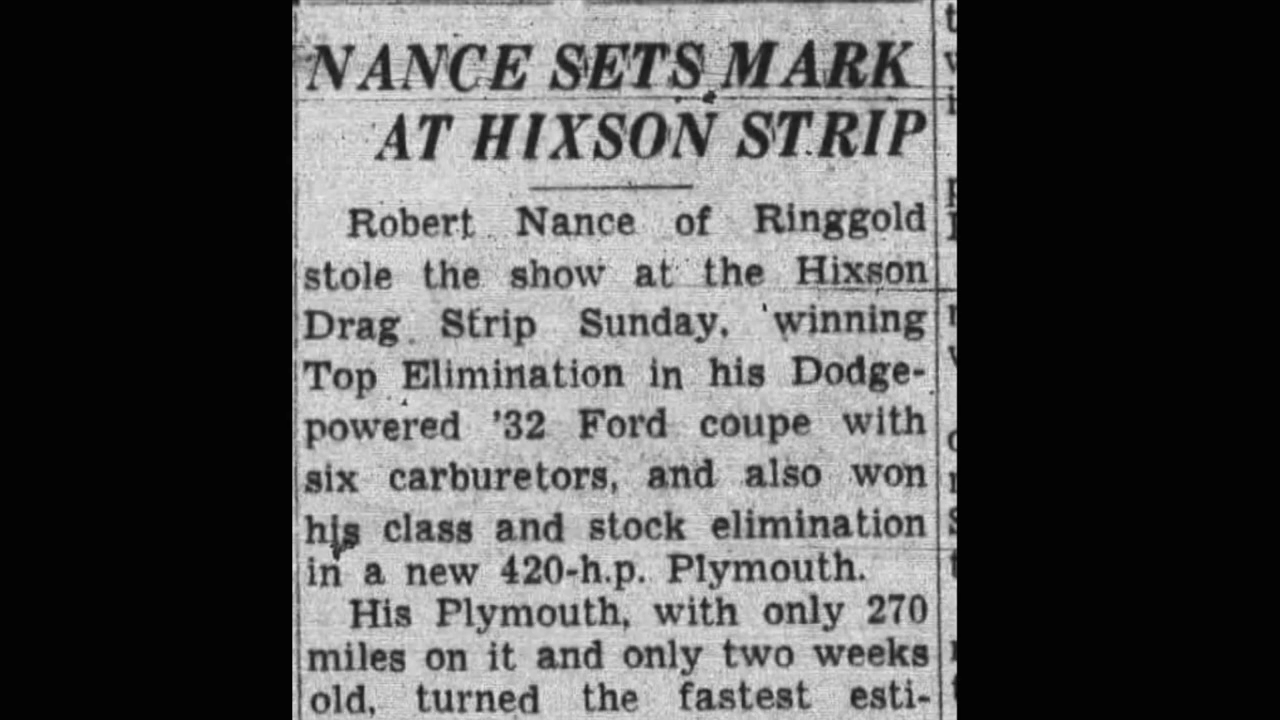 NANCE SETS MARK
AT HIXSON STRIP
Robert Nance of Ringgold
stole the show at the Hixson
Drag Strip Sunday, winning
Top Elimination in his Dodge-
powered '32 Ford coupe with
six carburetors, and also won
his class and stock elimination
in a new 420-h.p. Plymouth.
His Plymouth, with only 270
miles on it and only two weeks
old, turned the fastest esti-